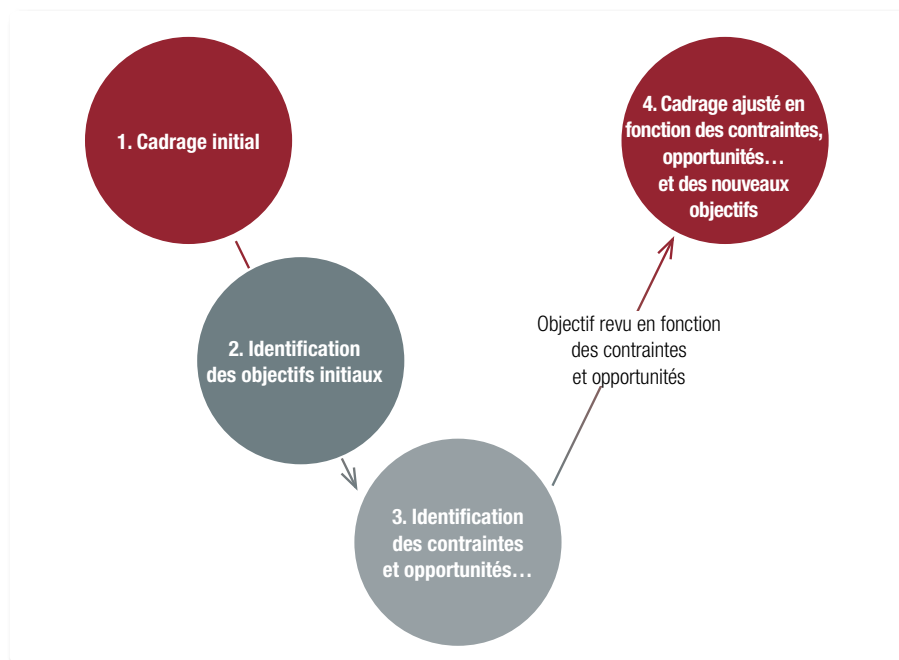 1. Cadrage initial
2. Identification
des objectifs initiaux
3. Identification
des contraintes
et opportunités…
Objectif revu en fonction
des contraintes
et opportunités
4. Cadrage ajusté en
fonction des contraintes,
opportunités…
et des nouveaux
objectifs